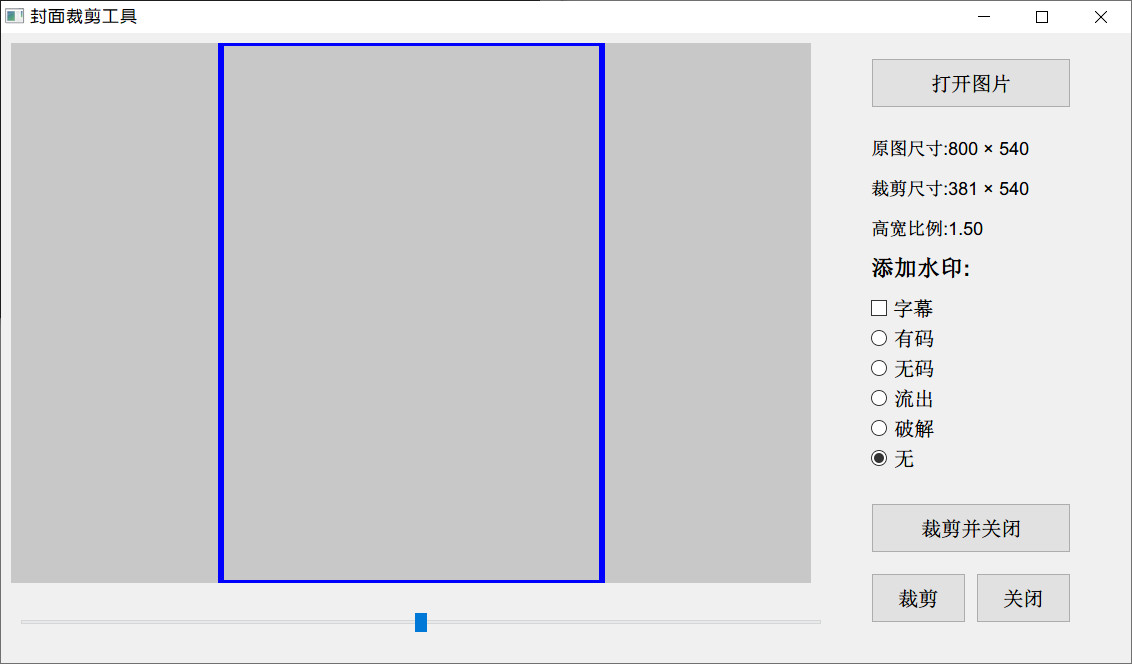 封面裁剪工具
打开图片
原图尺寸:800 × 540
裁剪尺寸:381 × 540
高宽比例:1.50
添加水印:
字幕
有码
无码
流出
破解
无
裁剪并关闭
裁剪 关闭